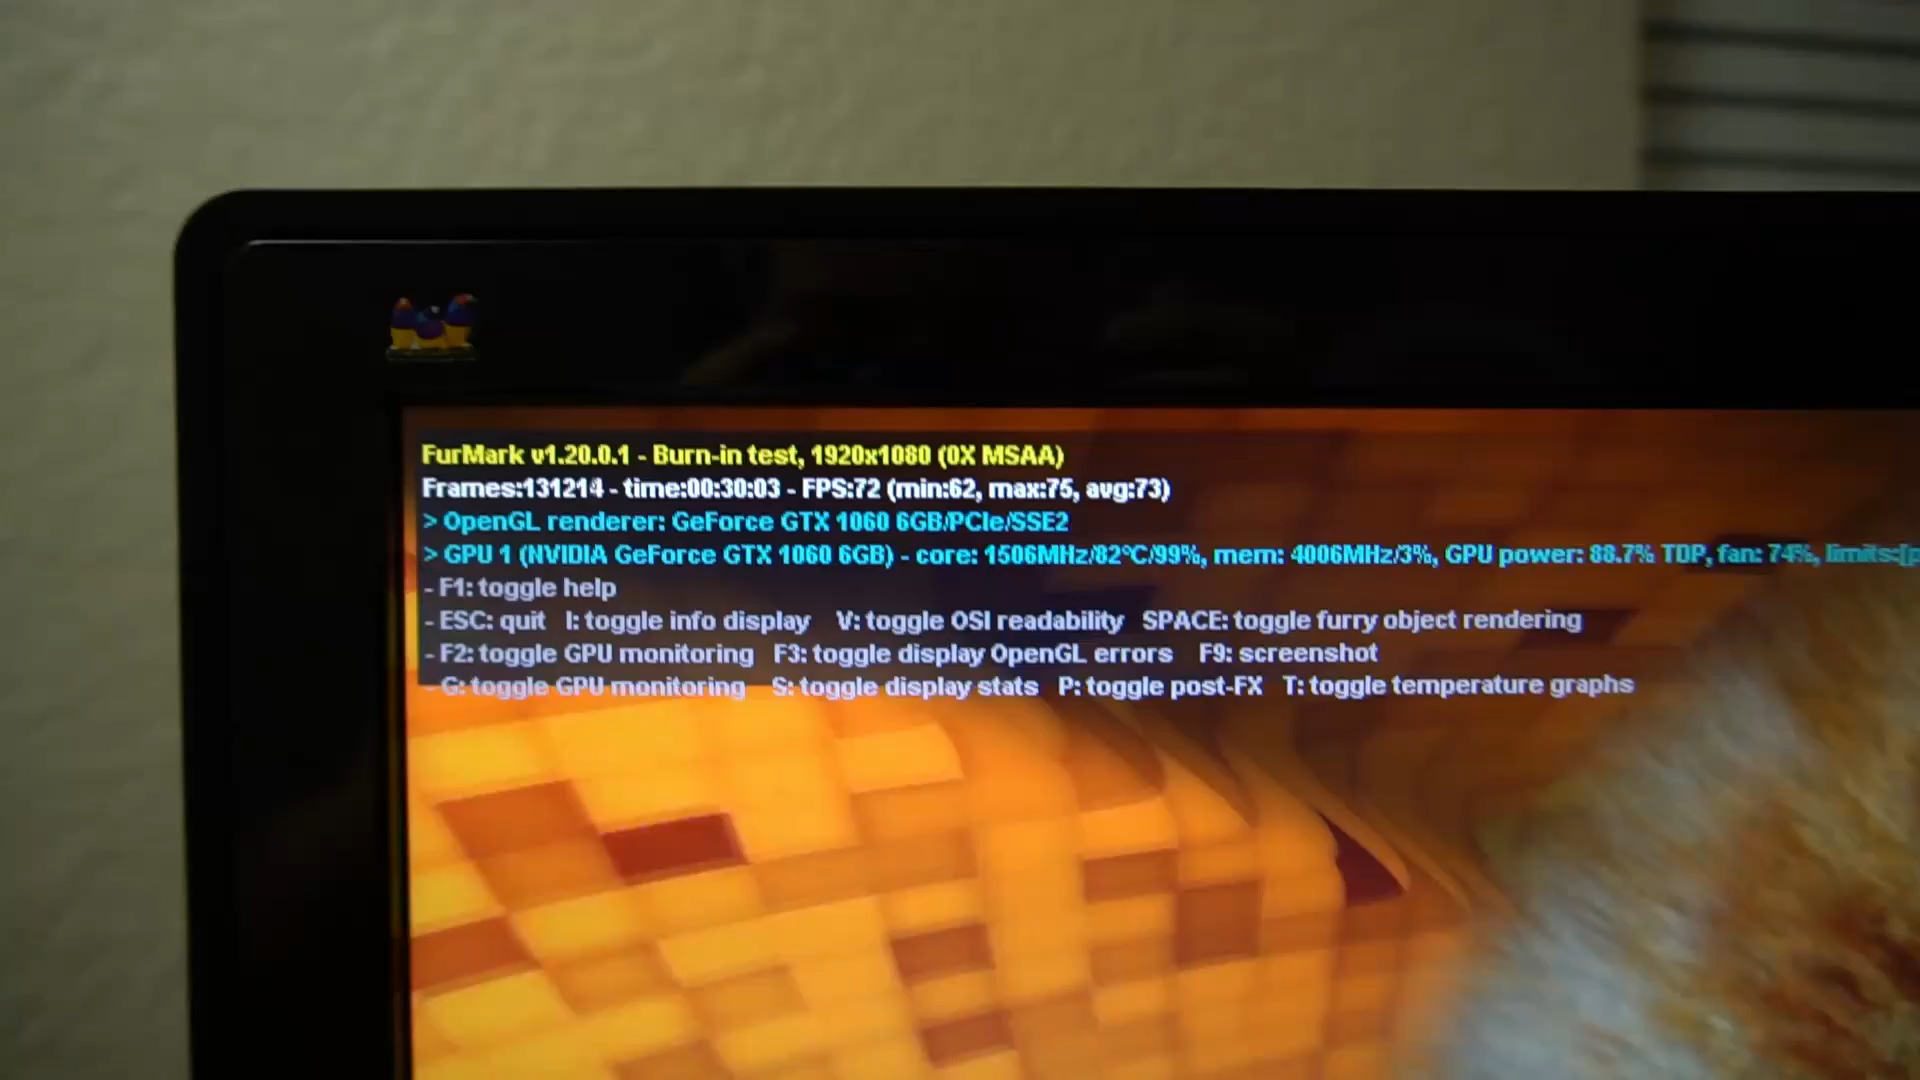 FurMark v1.20.0.1 - Burn-in test, 1920x1080 (0X MSAA)
Frames:131214 - time:00:30:03 - FPS:72 (min:62, max:75, avg:73)
> OpenGL renderer: GeForce GTX 1060 6GB/PCIe/SSE2
> GPU 1 (NVIDIA GeForce GTX 1060 6GB) - core: 1506MHz/82°C/99%, mem: 4006MHz/3%, GPU power: 88.7% TDP, fan: 74%, limits:[p
- F1: toggle help
- ESC: quit I: toggle info display V: toggle OSI readability SPACE: toggle furry object rendering
- F2: toggle GPU monitoring F3: toggle display OpenGL errors F9: screenshot
- G: toggle GPU monitoring S: toggle display stats P: toggle post-FX T: toggle temperature graphs